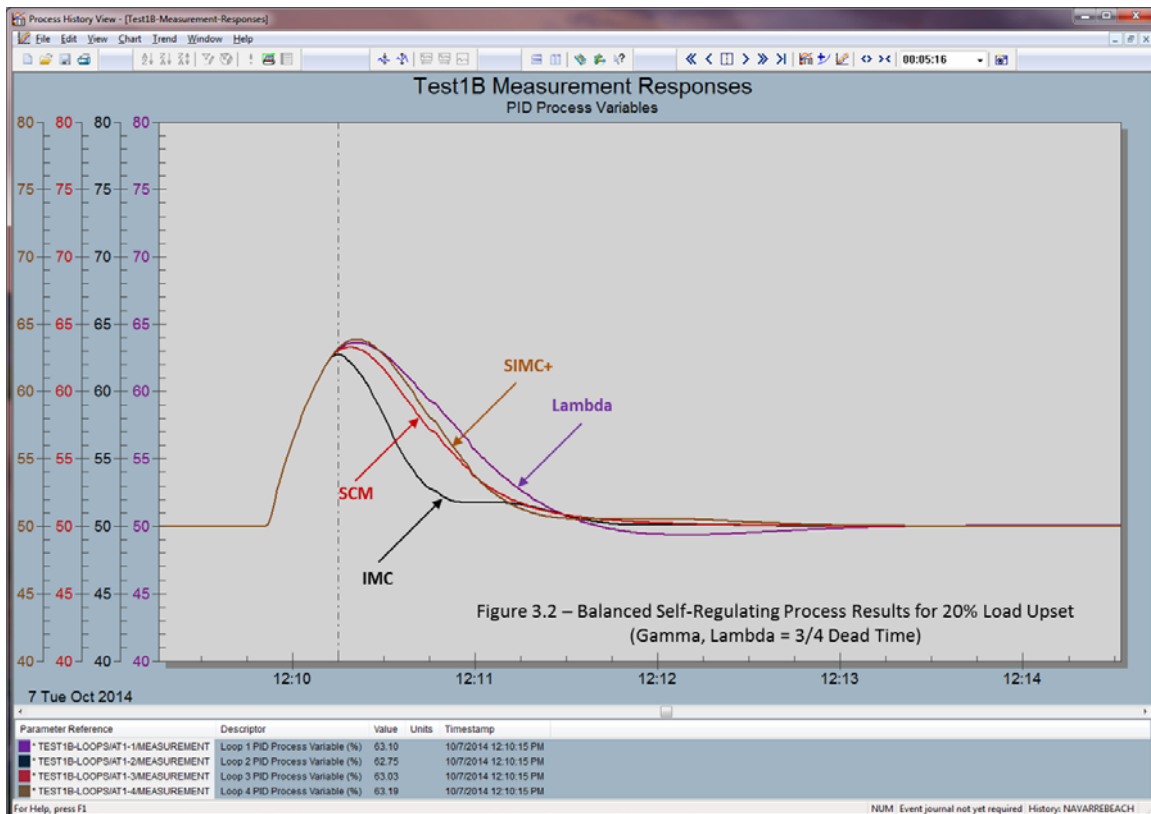 Process History View - [Test1B-Measurement-Responses]
File Edit View Chart Trend Window Help
00:05:16
Test1B Measurement Responses
PID Process Variables
80 80 80 80
75 75 75 75
70 70 70 70
65 65 65 65
60 60 60 60
55 55 55 55
50 50 50 50
45 45 45 45
40 40 40 40
SIMC+
Lambda
SCM
IMC
Figure 3.2 – Balanced Self-Regulating Process Results for 20% Load Upset
(Gamma, Lambda = 3/4 Dead Time)
12:10 12:11 12:12 12:13 12:14
7 Tue Oct 2014
Parameter Reference Descriptor Value Units Timestamp
* TEST1B-LOOPS/AT1-1/MEASUREMENT Loop 1 PID Process Variable (%) 63.10 10/7/2014 12:10:15 PM
* TEST1B-LOOPS/AT1-2/MEASUREMENT Loop 2 PID Process Variable (%) 62.75 10/7/2014 12:10:15 PM
* TEST1B-LOOPS/AT1-3/MEASUREMENT Loop 3 PID Process Variable (%) 63.03 10/7/2014 12:10:15 PM
* TEST1B-LOOPS/AT1-4/MEASUREMENT Loop 4 PID Process Variable (%) 63.19 10/7/2014 12:10:15 PM
For Help, press F1 NUM Event journal not yet required History: NAVARREBEACH